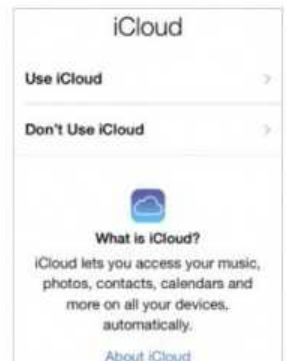 iCloud
Use iCloud
Don't Use iCloud
What is iCloud?
iCloud lets you access your music,
photos, contacts, calendars and
more on all your devices,
automatically.
About iCloud